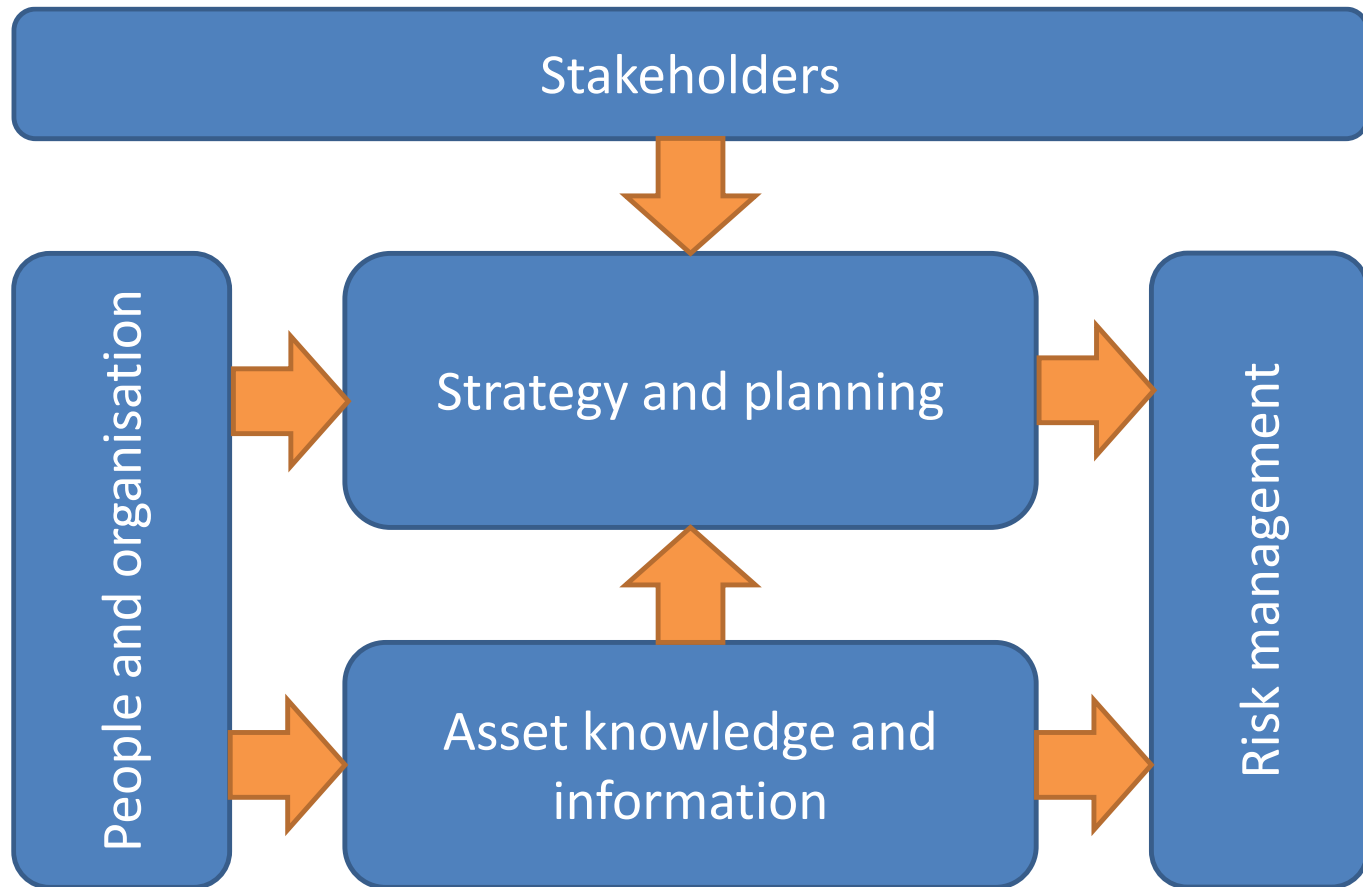 Stakeholders
People and organisation
Strategy and planning
Asset knowledge and
information
Risk management